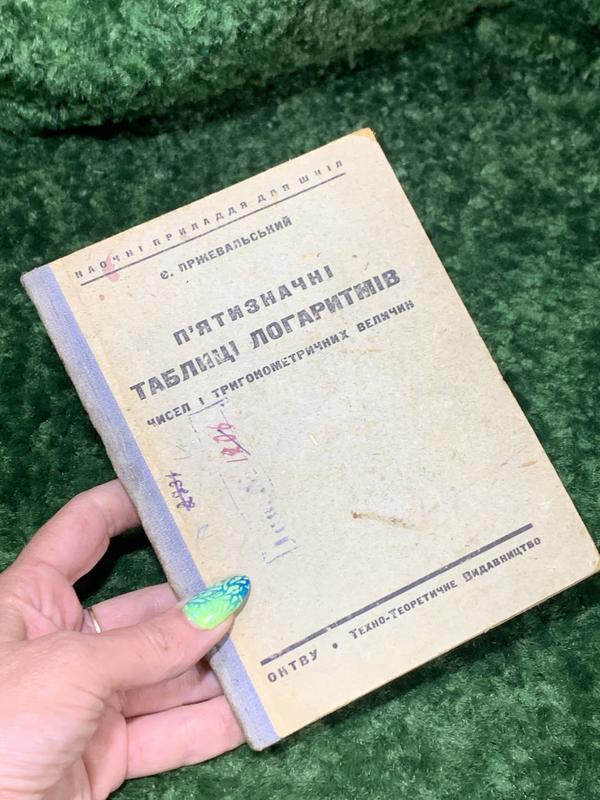 НАОЧНІ ПРИЛАДДЯ ДЛЯ ШКІЛ
Є. ПРЖЕВАЛЬСЬКИЙ
П'ЯТИЗНАЧНІ
ТАБЛИЦІ ЛОГАРИТМІВ
ЧИСЕЛ І ТРИГОНОМЕТРИЧНИХ ВЕЛИЧИН
ОНТВУ • ТЕХНО-ТЕОРЕТИЧНЕ ВИДАВНИЦТВО